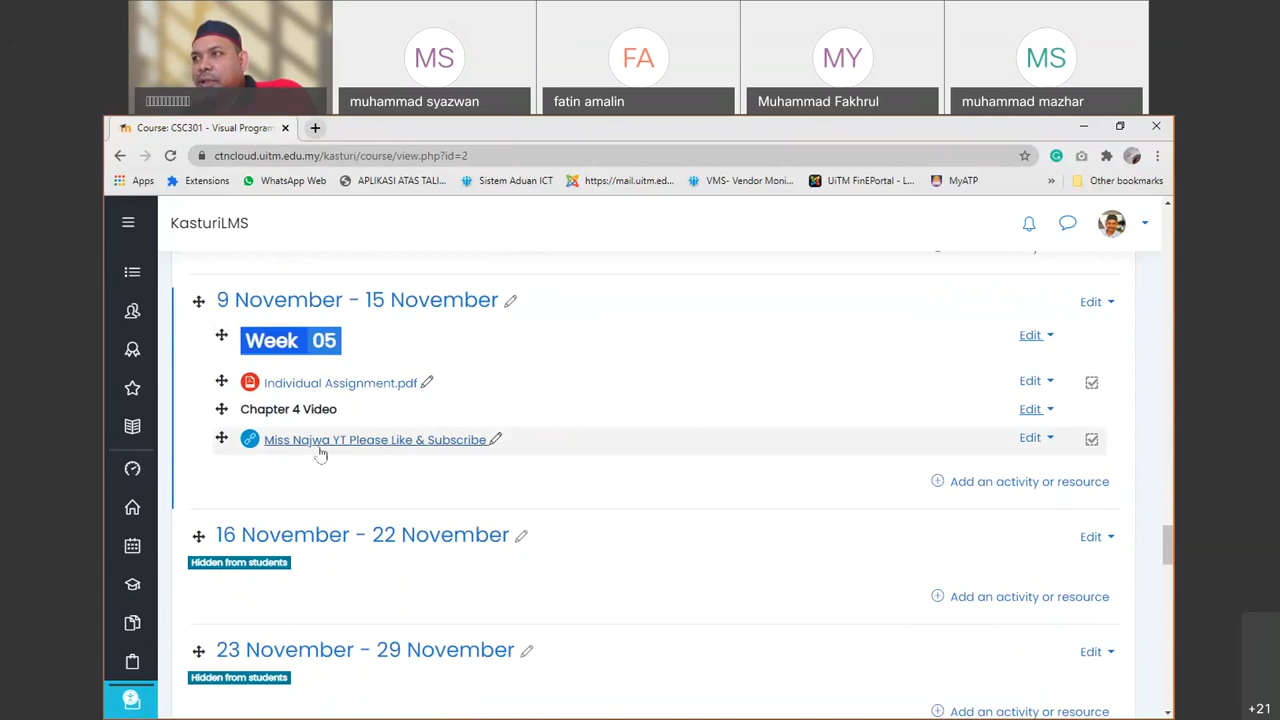 MS
FA
MY
MS
muhammad syazwan
fatin amalin
Muhammad Fakhrul
muhammad mazhar
Course: CSC301 - Visual Program
ctncloud.uitm.edu.my/kasturi/course/view.php?id=2
Apps
Extensions
WhatsApp Web
APLIKASI ATAS TALI...
Sistem Aduan ICT
https://mail.uitm.ed...
VMS- Vendor Moni...
UiTM FinePortal - L...
MyATP
»
Other bookmarks
KasturiLMS
9 November - 15 November
Edit
Week 05
Edit
Individual Assignment.pdf
Edit
Chapter 4 Video
Edit
Miss Najwa YT Please Like & Subscribe
Edit
Add an activity or resource
16 November - 22 November
Edit
Hidden from students
Add an activity or resource
23 November - 29 November
Edit
Hidden from students
Add an activity or resource
+21